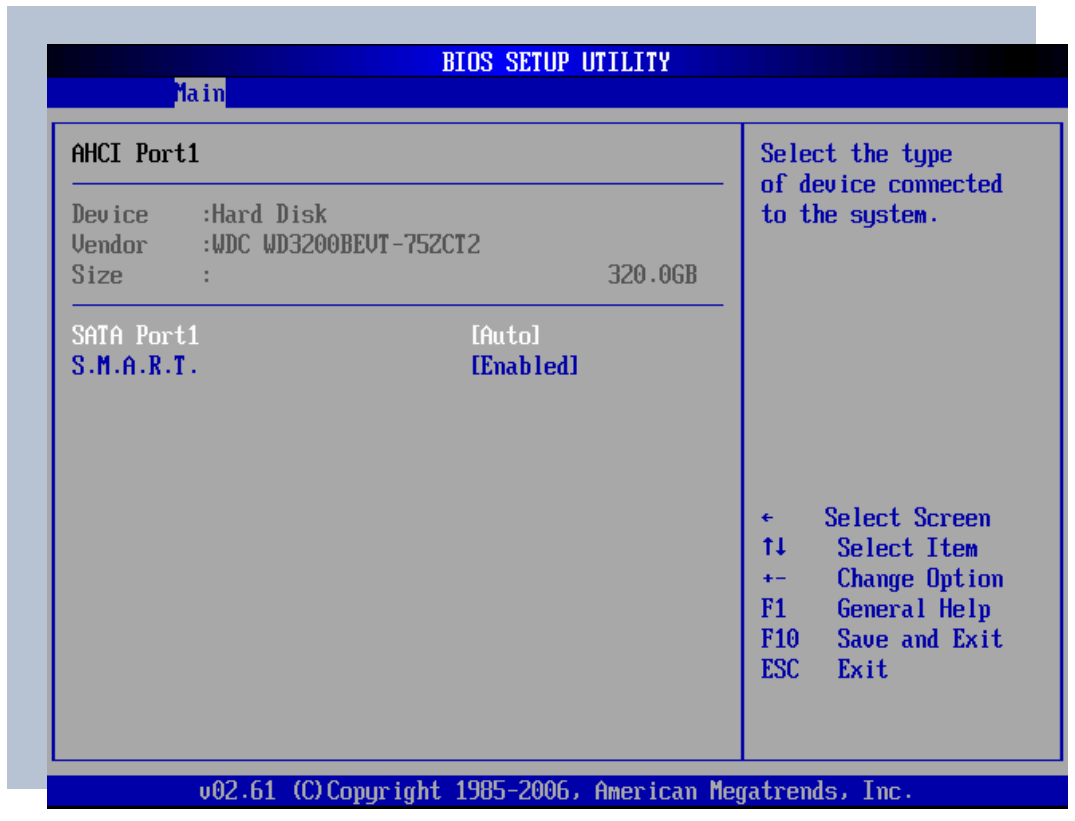 BIOS SETUP UTILITY
Main
AHCI Port1
Device :Hard Disk
Vendor :WDC WD3200BEVT-75ZCT2
Size : 320.0GB
SATA Port1 [Auto]
S.M.A.R.T. [Enabled]
Select the type
of device connected
to the system.
← Select Screen
↑↓ Select Item
+- Change Option
F1 General Help
F10 Save and Exit
ESC Exit
v02.61 (C)Copyright 1985-2006, American Megatrends, Inc.